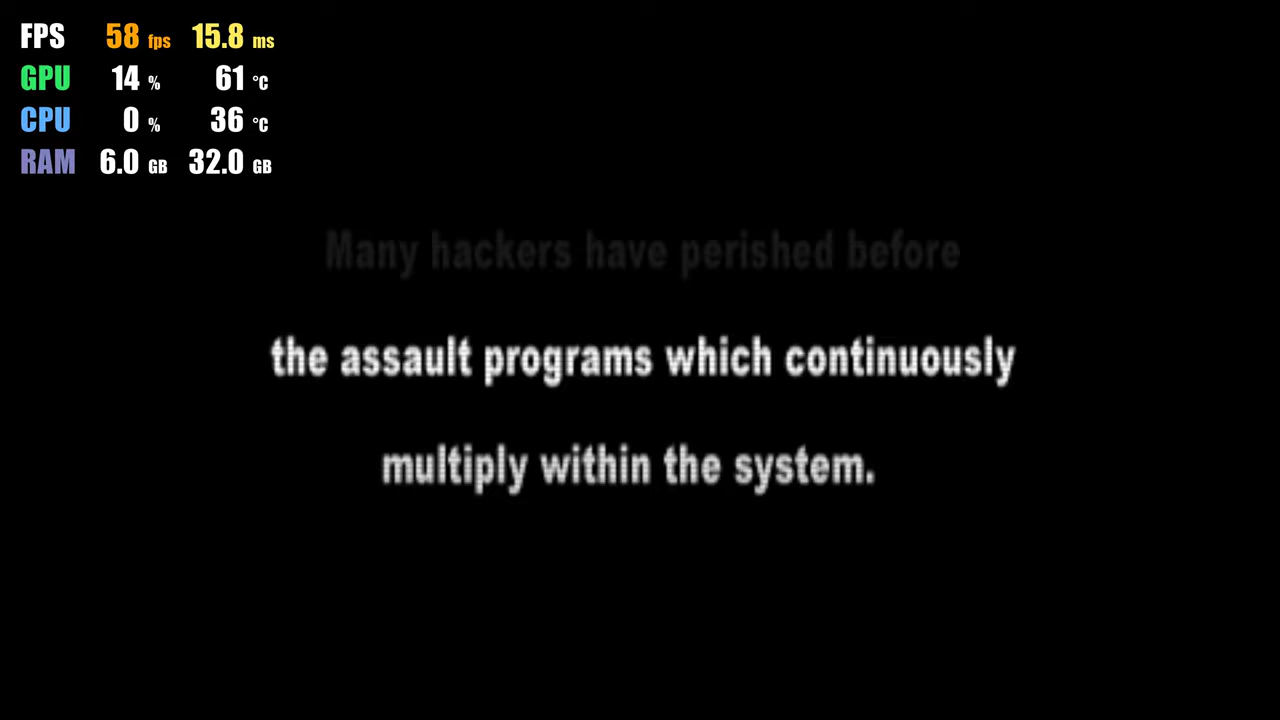 FPS 58 fps 15.8 ms
GPU 14 % 61 °C
CPU 0 % 36 °C
RAM 6.0 GB 32.0 GB
Many hackers have perished before
the assault programs which continuously
multiply within the system.